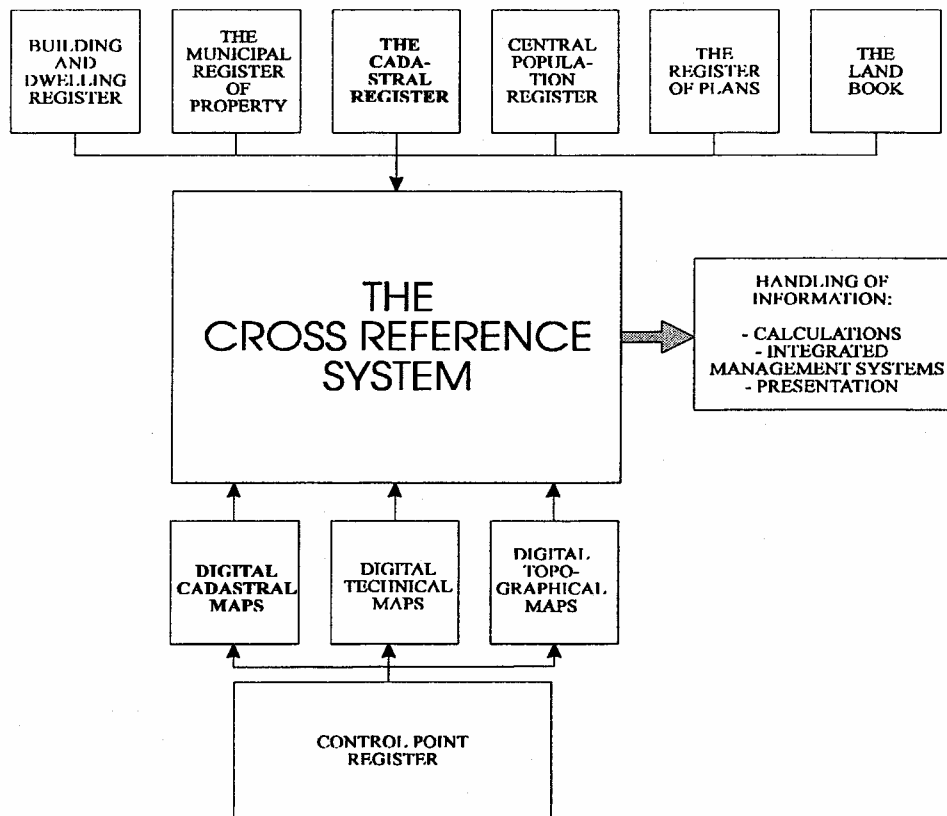 BUILDING
AND
DWELLING
REGISTER
THE
MUNICIPAL
REGISTER
OF
PROPERTY
THE
CADA-
STRAL
REGISTER
CENTRAL
POPULA-
TION
REGISTER
THE
REGISTER
OF PLANS
THE
LAND
BOOK
THE
CROSS REFERENCE
SYSTEM
HANDLING OF
INFORMATION:
- CALCULATIONS
- INTEGRATED
MANAGEMENT SYSTEMS
- PRESENTATION
DIGITAL
CADASTRAL
MAPS
DIGITAL
TECHNICAL
MAPS
DIGITAL
TOPO-
GRAPHICAL
MAPS
CONTROL POINT
REGISTER